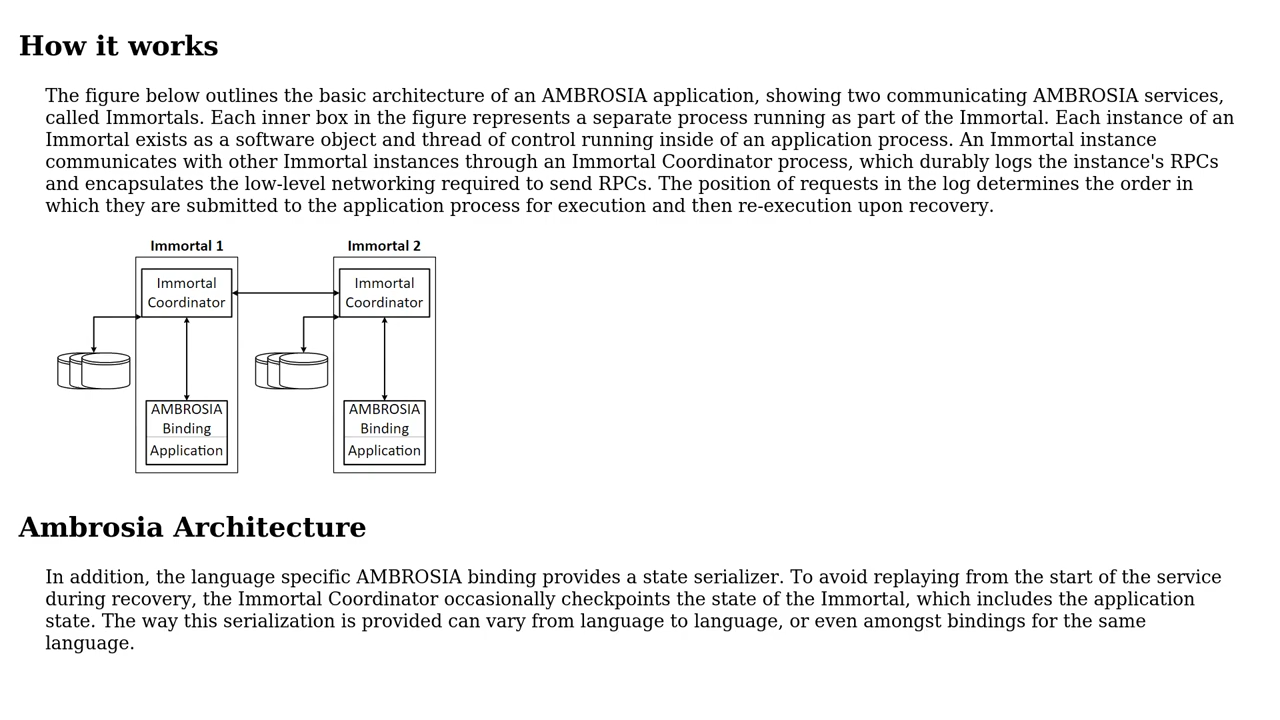 How it works
The figure below outlines the basic architecture of an AMBROSIA application, showing two communicating AMBROSIA services,
called Immortals. Each inner box in the figure represents a separate process running as part of the Immortal. Each instance of an
Immortal exists as a software object and thread of control running inside of an application process. An Immortal instance
communicates with other Immortal instances through an Immortal Coordinator process, which durably logs the instance's RPCs
and encapsulates the low-level networking required to send RPCs. The position of requests in the log determines the order in
which they are submitted to the application process for execution and then re-execution upon recovery.
Immortal 1
Immortal
Coordinator
AMBROSIA
Binding
Application
Immortal 2
Immortal
Coordinator
AMBROSIA
Binding
Application
Ambrosia Architecture
In addition, the language specific AMBROSIA binding provides a state serializer. To avoid replaying from the start of the service
during recovery, the Immortal Coordinator occasionally checkpoints the state of the Immortal, which includes the application
state. The way this serialization is provided can vary from language to language, or even amongst bindings for the same
language.